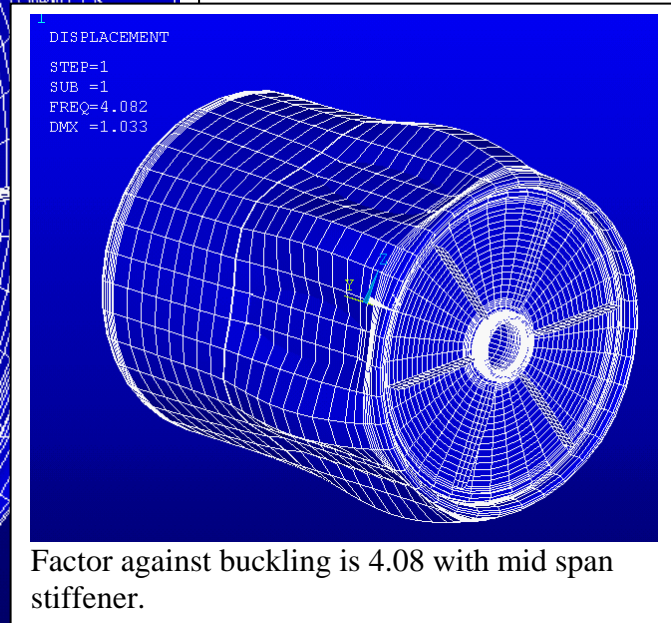 1
DISPLACEMENT
STEP=1
SUB =1
FREQ=4.082
DMX =1.033
Z
Y
X
Factor against buckling is 4.08 with mid span
stiffener.